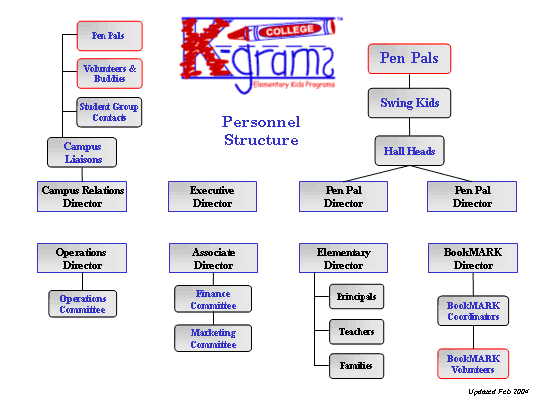 Pen Pals
Volunteers &
Buddies
Student Group
Contacts
Campus
Liaisons
Campus Relations
Director
COLLEGE
K-grams
Elementary Kids Programs
TM
Personnel
Structure
Executive
Director
Pen Pals
Swing Kids
Hall Heads
Pen Pal
Director
Pen Pal
Director
Operations
Director
Operations
Committee
Associate
Director
Finance
Committee
Marketing
Committee
Elementary
Director
Principals
Teachers
Families
BookMARK
Director
BookMARK
Coordinators
BookMARK
Volunteers
Updated Feb 2004